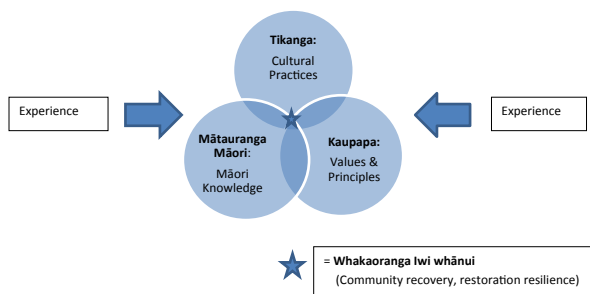 Tikanga:
Cultural
Practices
Experience
Experience
Mātauranga
Māori:
Māori
Knowledge
Kaupapa:
Values &
Principles
= Whakaoranga Iwi whānui
(Community recovery, restoration resilience)